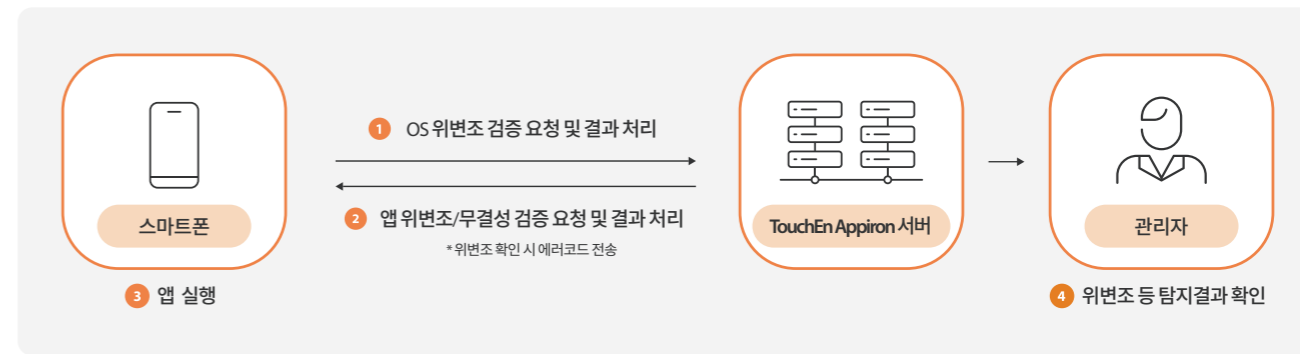 1 OS 위변조 검증 요청 및 결과 처리
2 앱 위변조/무결성 검증 요청 및 결과 처리
* 위변조 확인 시 에러코드 전송
스마트폰
3 앱 실행
TouchEn Appiron 서버
관리자
4 위변조 등 탐지결과 확인